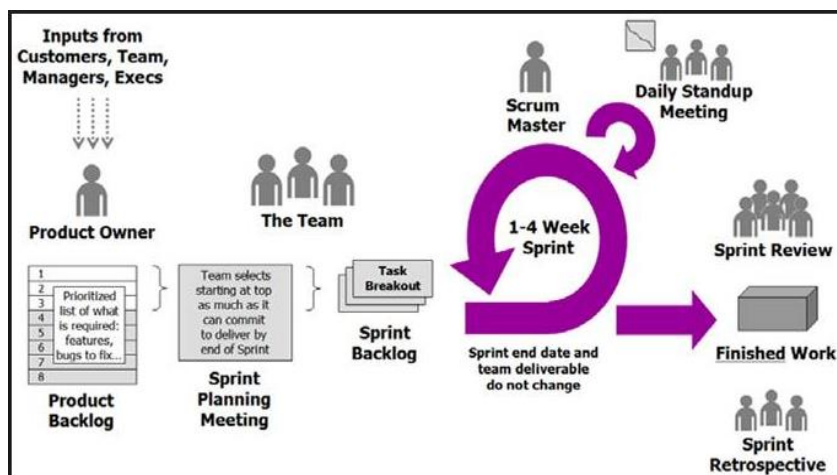 Inputs from
Customers, Team,
Managers, Execs
Product Owner
The Team
Scrum
Master
Daily Standup
Meeting
1-4 Week
Sprint
Sprint Review
1
2
3
4
5
6
7
8
Prioritized
list of what
is required:
features,
bugs to fix...
Product
Backlog
Team selects
starting at top
as much as it
can commit
to deliver by
end of Sprint
Sprint
Planning
Meeting
Task
Breakout
Sprint
Backlog
Sprint end date and
team deliverable
do not change
Finished Work
Sprint
Retrospective